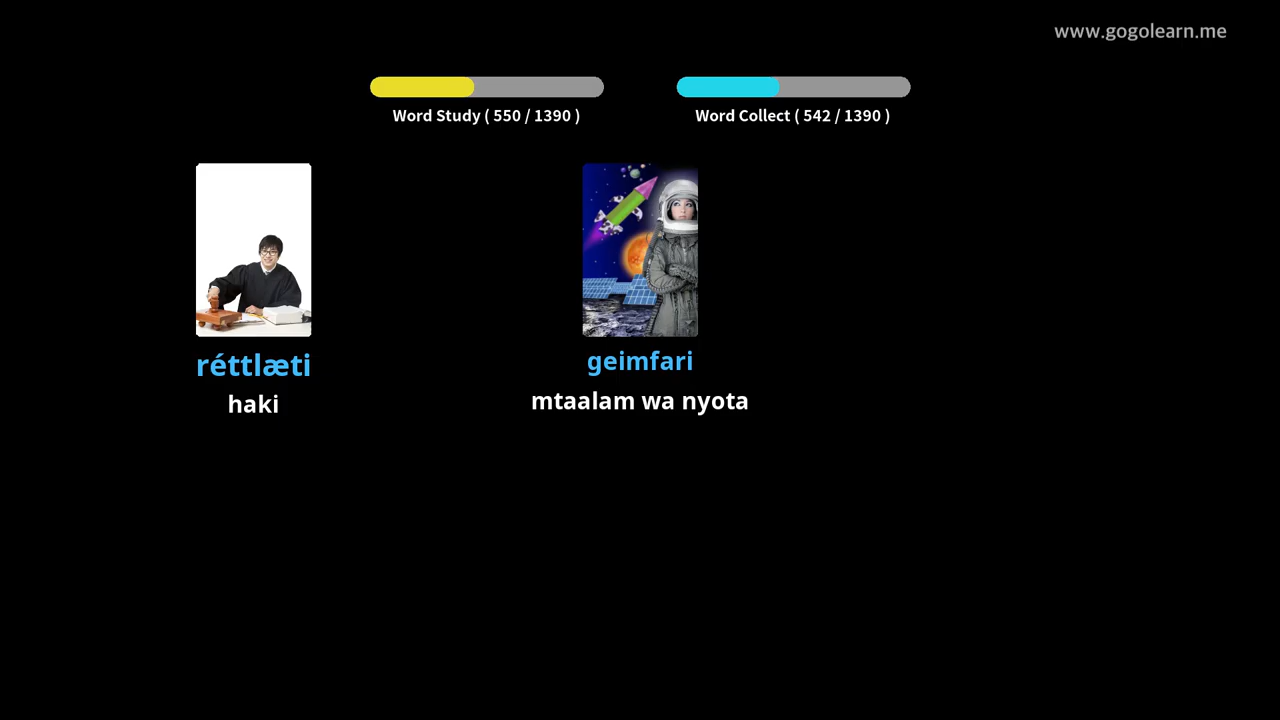 www.gogolearn.me
Word Study ( 550 / 1390 )
Word Collect ( 542 / 1390 )
réttlæti
haki
geimfari
mtaalam wa nyota